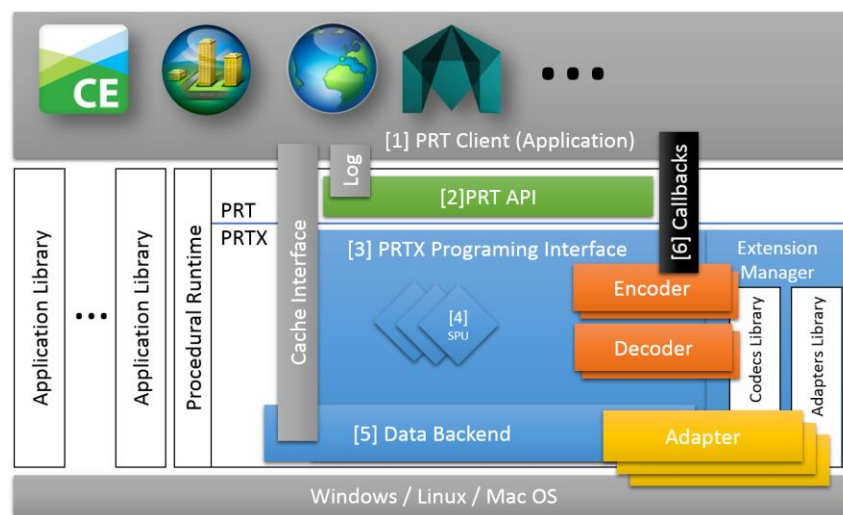 CE
[1] PRT Client (Application)
Log
[6] Callbacks
[2]PRT API
PRT
PRTX
[3] PRTX Programing Interface
Extension
Manager
Application Library
...
Application Library
Procedural Runtime
Cache Interface
Encoder
[4]
SPU
Decoder
Codecs Library
Adapters Library
[5] Data Backend
Adapter
Windows / Linux / Mac OS